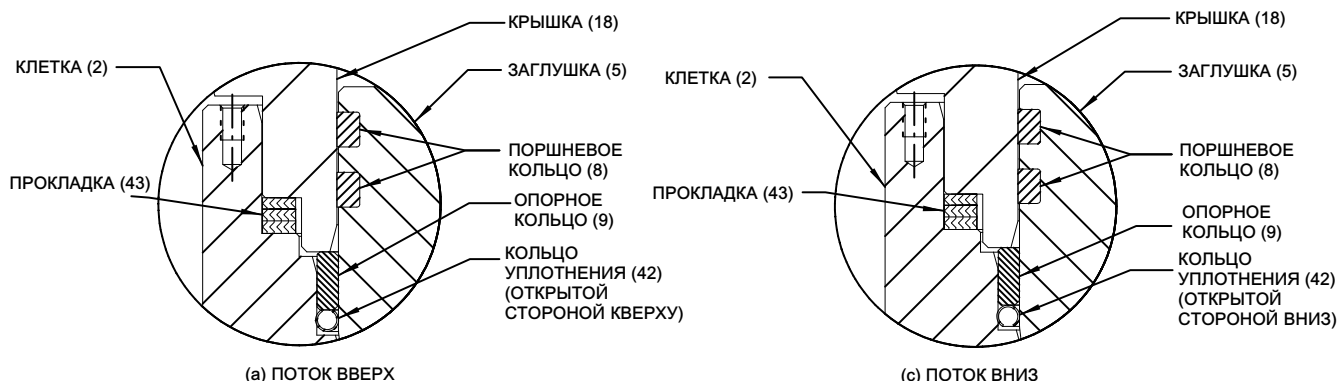 КРЫШКА (18)
КЛЕТКА (2)
ЗАГЛУШКА (5)
ПОРШНЕВОЕ
КОЛЬЦО (8)
ПРОКЛАДКА (43)
ОПОРНОЕ
КОЛЬЦО (9)
КОЛЬЦО
УПЛОТНЕНИЯ (42)
(ОТКРЫТОЙ
СТОРОНОЙ КВЕРХУ)
(a) ПОТОК ВВЕРХ
КРЫШКА (18)
КЛЕТКА (2)
ЗАГЛУШКА (5)
ПОРШНЕВОЕ
КОЛЬЦО (8)
ПРОКЛАДКА (43)
ОПОРНОЕ
КОЛЬЦО (9)
КОЛЬЦО
УПЛОТНЕНИЯ (42)
(ОТКРЫТОЙ
СТОРОНОЙ ВНИЗ)
(c) ПОТОК ВНИЗ